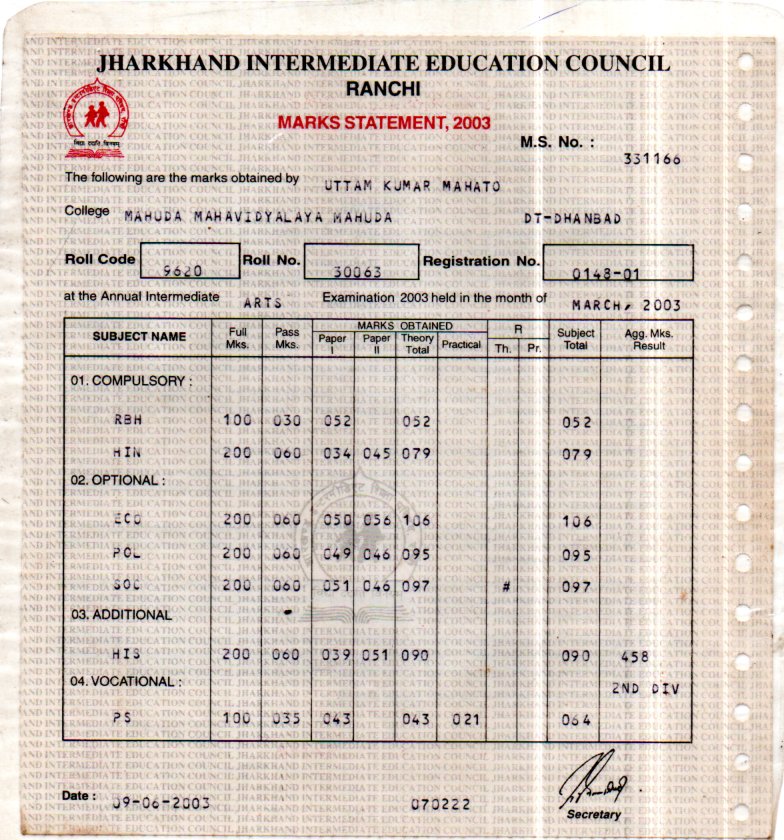 JHARKHAND INTERMEDIATE EDUCATION COUNCIL
RANCHI
MARKS STATEMENT, 2003
M.S. No. :
331166
The following are the marks obtained by UTTAM KUMAR MAHATO
College MAHUDA MAHAVIDYALAYA MAHUDA DT-DHANBAD
Roll Code 9620 Roll No. 30063 Registration No. 0148-01
at the Annual Intermediate ARTS Examination 2003 held in the month of MARCH, 2003
SUBJECT NAME Full Mks. Pass Mks. MARKS OBTAINED Paper I Paper II Theory Total Practical R Th. Pr. Subject Total Agg. Mks. Result
01. COMPULSORY :
RBH 100 030 052 052 052
HIN 200 060 034 045 079 079
02. OPTIONAL :
ECO 200 060 050 056 106 106
POL 200 060 049 046 095 095
SOC 200 060 051 046 097 # 097
03. ADDITIONAL
HIS 200 060 039 051 090 090 458
04. VOCATIONAL :
2ND DIV
PS 100 035 043 043 021 064
Date : 09-06-2003 070222
Secretary